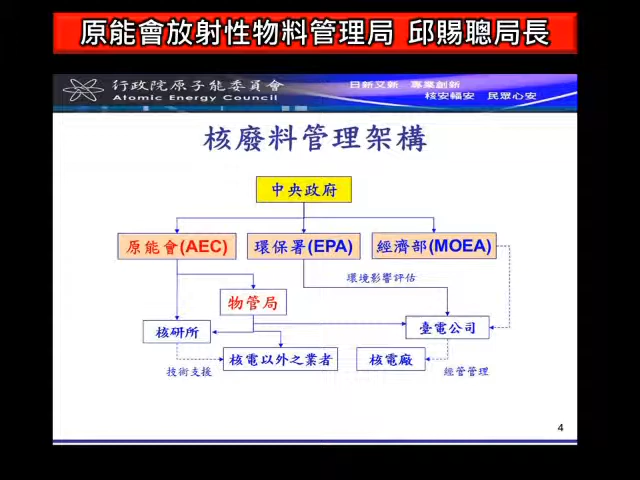 原能會放射性物料管理局 邱賜聰局長
行政院原子能委員會
Atomic Energy Council
日新又新 專業創新
核安輻安 民眾心安
核廢料管理架構
中央政府
原能會(AEC)
環保署(EPA)
經濟部(MOEA)
環境影響評估
物管局
核研所
臺電公司
核電以外之業者
核電廠
技術支援
經營管理
4